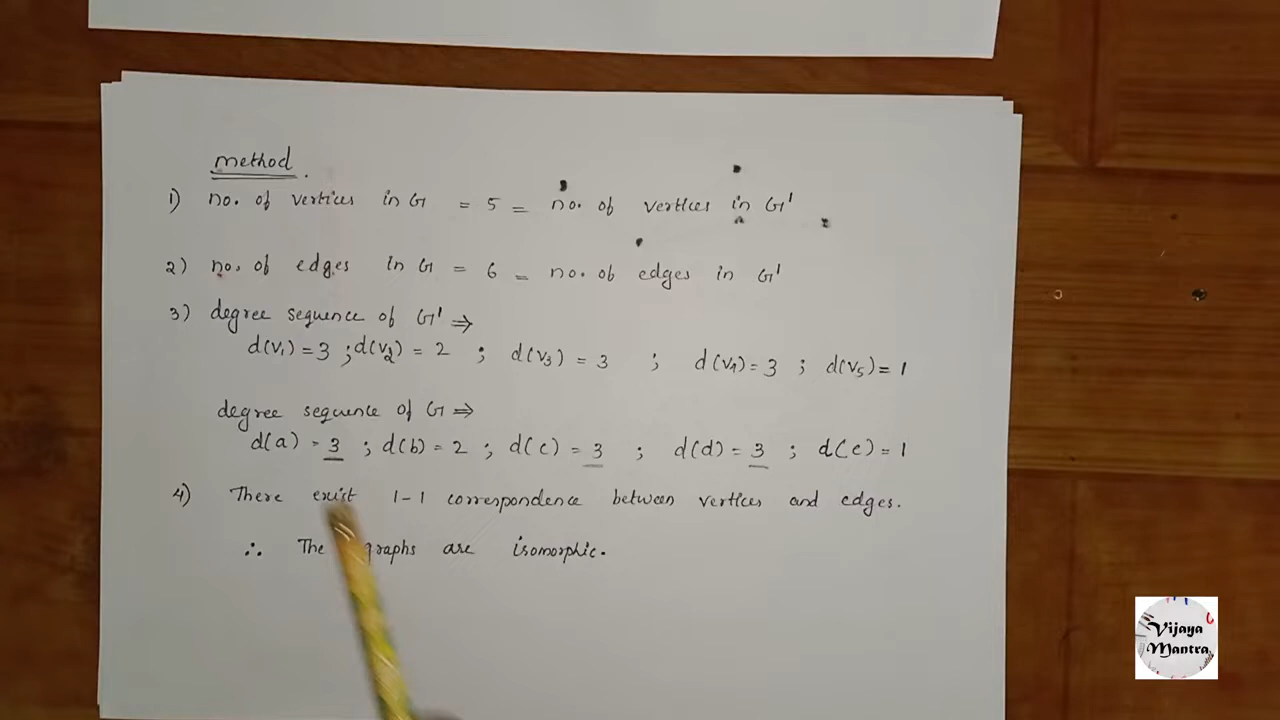 method.
1) no. of vertices in G = 5 = no. of vertices in G'
2) no. of edges in G = 6 = no. of edges in G'
3) degree sequence of G' ⇒
d(v₁) = 3 ; d(v₂) = 2 ; d(v₃) = 3 ; d(v₄) = 3 ; d(v₅) = 1
degree sequence of G ⇒
d(a) = 3 ; d(b) = 2 ; d(c) = 3 ; d(d) = 3 ; d(e) = 1
4) There exist 1-1 correspondence between vertices and edges.
∴ The graphs are isomorphic.
Vijaya
Mantra